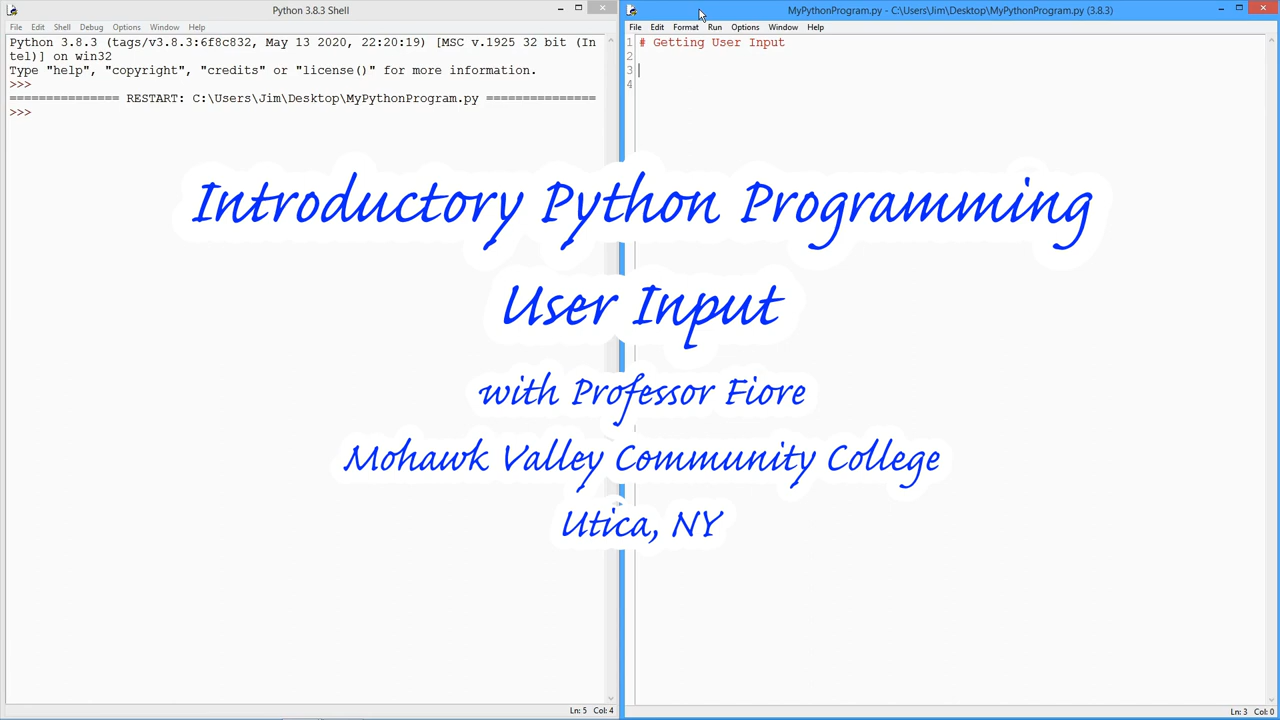 Python 3.8.3 Shell
File Edit Shell Debug Options Window Help
Python 3.8.3 (tags/v3.8.3:6f8c832, May 13 2020, 22:20:19) [MSC v.1925 32 bit (In
tel)] on win32
Type "help", "copyright", "credits" or "license()" for more information.
>>>
=============== RESTART: C:\Users\Jim\Desktop\MyPythonProgram.py ===============
>>>
Ln: 5 Col: 4
MyPythonProgram.py - C:\Users\Jim\Desktop\MyPythonProgram.py (3.8.3)
File Edit Format Run Options Window Help
1 # Getting User Input
2
3
4
Ln: 3 Col: 0
Introductory Python Programming
User Input
with Professor Fiore
Mohawk Valley Community College
Utica, NY